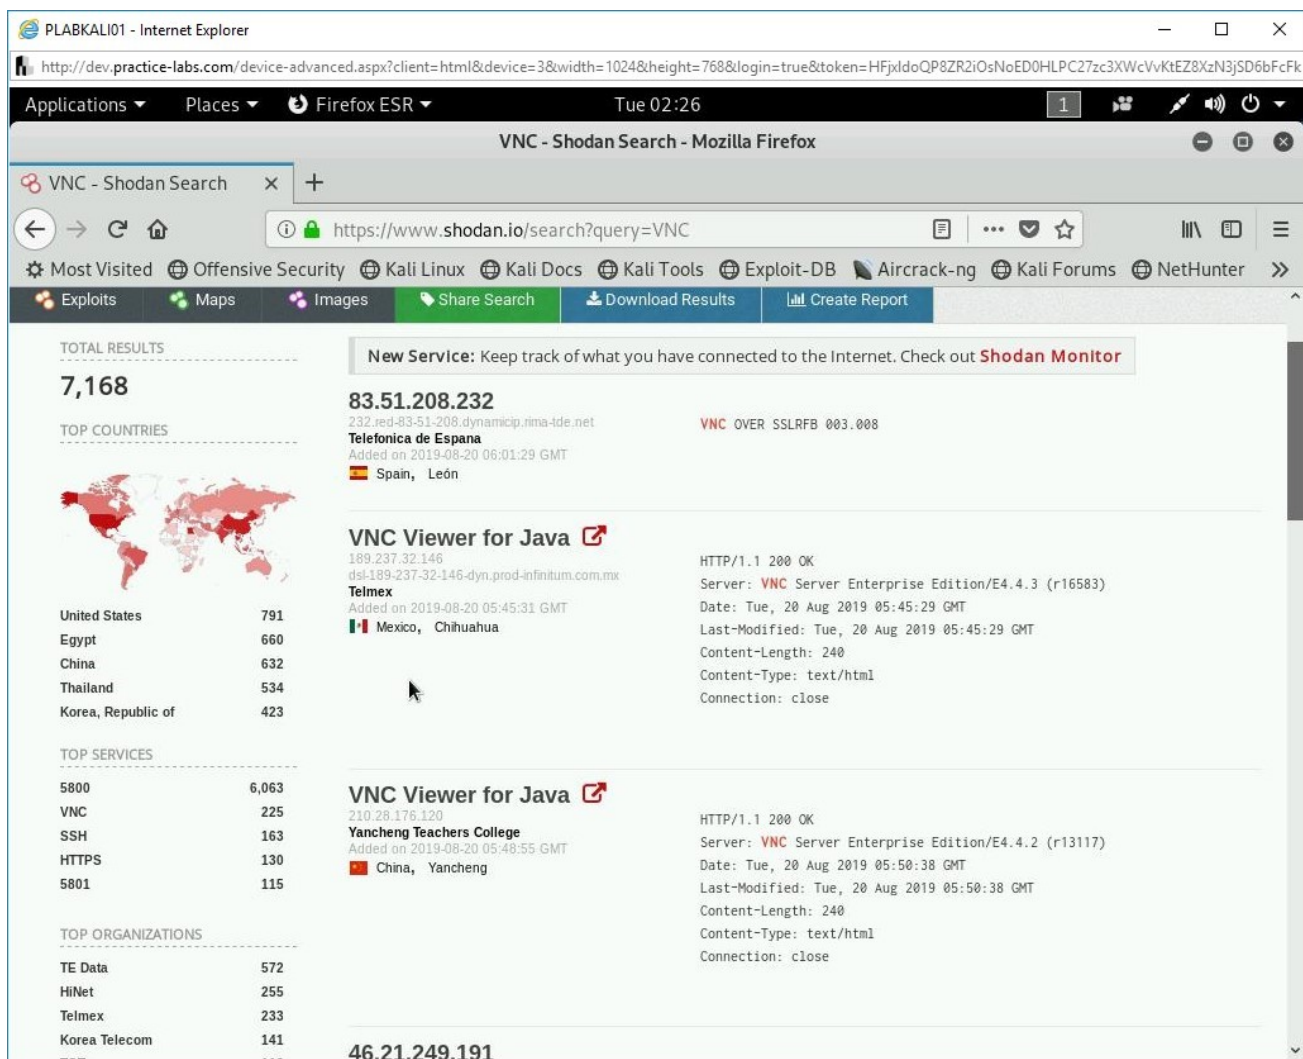 PLABKALI01 - Internet Explorer
http://dev.practice-labs.com/device-advanced.aspx?client=html&device=3&width=1024&height=768&login=true&token=HFjxIdoQP8ZR2iOsNoED0HLPC27zc3XWcVvKtEZ8XzN3jSD6bFcFk
Applications Places Firefox ESR Tue 02:26 1
VNC - Shodan Search - Mozilla Firefox
VNC - Shodan Search
https://www.shodan.io/search?query=VNC
Most Visited Offensive Security Kali Linux Kali Docs Kali Tools Exploit-DB Aircrack-ng Kali Forums NetHunter
Exploits Maps Images Share Search Download Results Create Report
TOTAL RESULTS
7,168
TOP COUNTRIES
United States 791
Egypt 660
China 632
Thailand 534
Korea, Republic of 423
TOP SERVICES
5800 6,063
VNC 225
SSH 163
HTTPS 130
5801 115
TOP ORGANIZATIONS
TE Data 572
HiNet 255
Telmex 233
Korea Telecom 141
New Service: Keep track of what you have connected to the Internet. Check out Shodan Monitor
83.51.208.232
232.red-83-51-208.dynamicip.rima-tde.net
Telefonica de Espana
Added on 2019-08-20 06:01:29 GMT
Spain, León
VNC OVER SSLRFB 003.008
VNC Viewer for Java
189.237.32.146
dsl-189-237-32-146-dyn.prod-infinitum.com.mx
Telmex
Added on 2019-08-20 05:45:31 GMT
Mexico, Chihuahua
HTTP/1.1 200 OK
Server: VNC Server Enterprise Edition/E4.4.3 (r16583)
Date: Tue, 20 Aug 2019 05:45:29 GMT
Last-Modified: Tue, 20 Aug 2019 05:45:29 GMT
Content-Length: 240
Content-Type: text/html
Connection: close
VNC Viewer for Java
210.28.176.120
Yancheng Teachers College
Added on 2019-08-20 05:48:55 GMT
China, Yancheng
HTTP/1.1 200 OK
Server: VNC Server Enterprise Edition/E4.4.2 (r13117)
Date: Tue, 20 Aug 2019 05:50:38 GMT
Last-Modified: Tue, 20 Aug 2019 05:50:38 GMT
Content-Length: 240
Content-Type: text/html
Connection: close
46.21.249.191